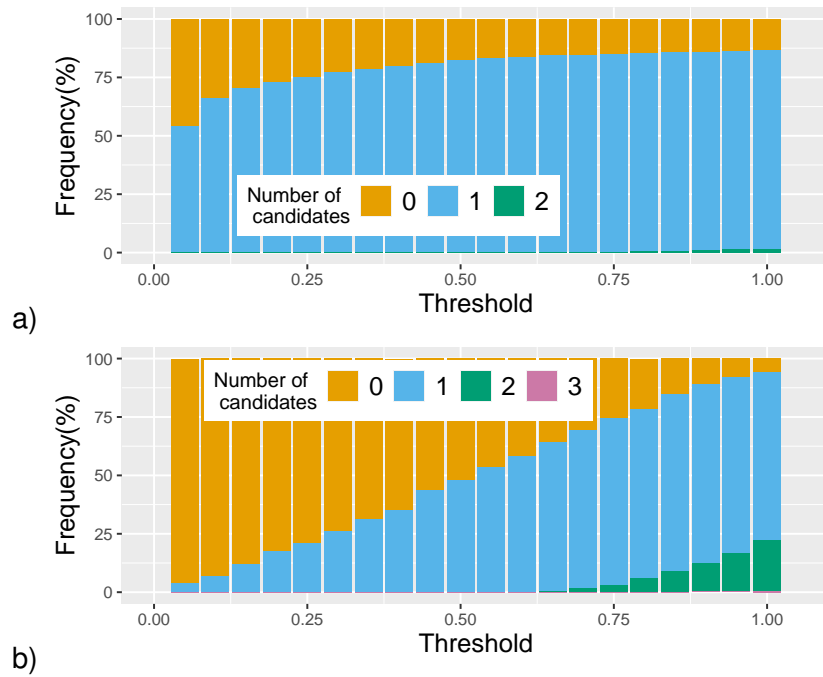 100
75
50
25
0
Frequency(%)
Number of
candidates
0 1 2
0.00 0.25 0.50 0.75 1.00
Threshold
a)
100
75
50
25
0
Frequency(%)
Number of
candidates
0 1 2 3
0.00 0.25 0.50 0.75 1.00
Threshold
b)